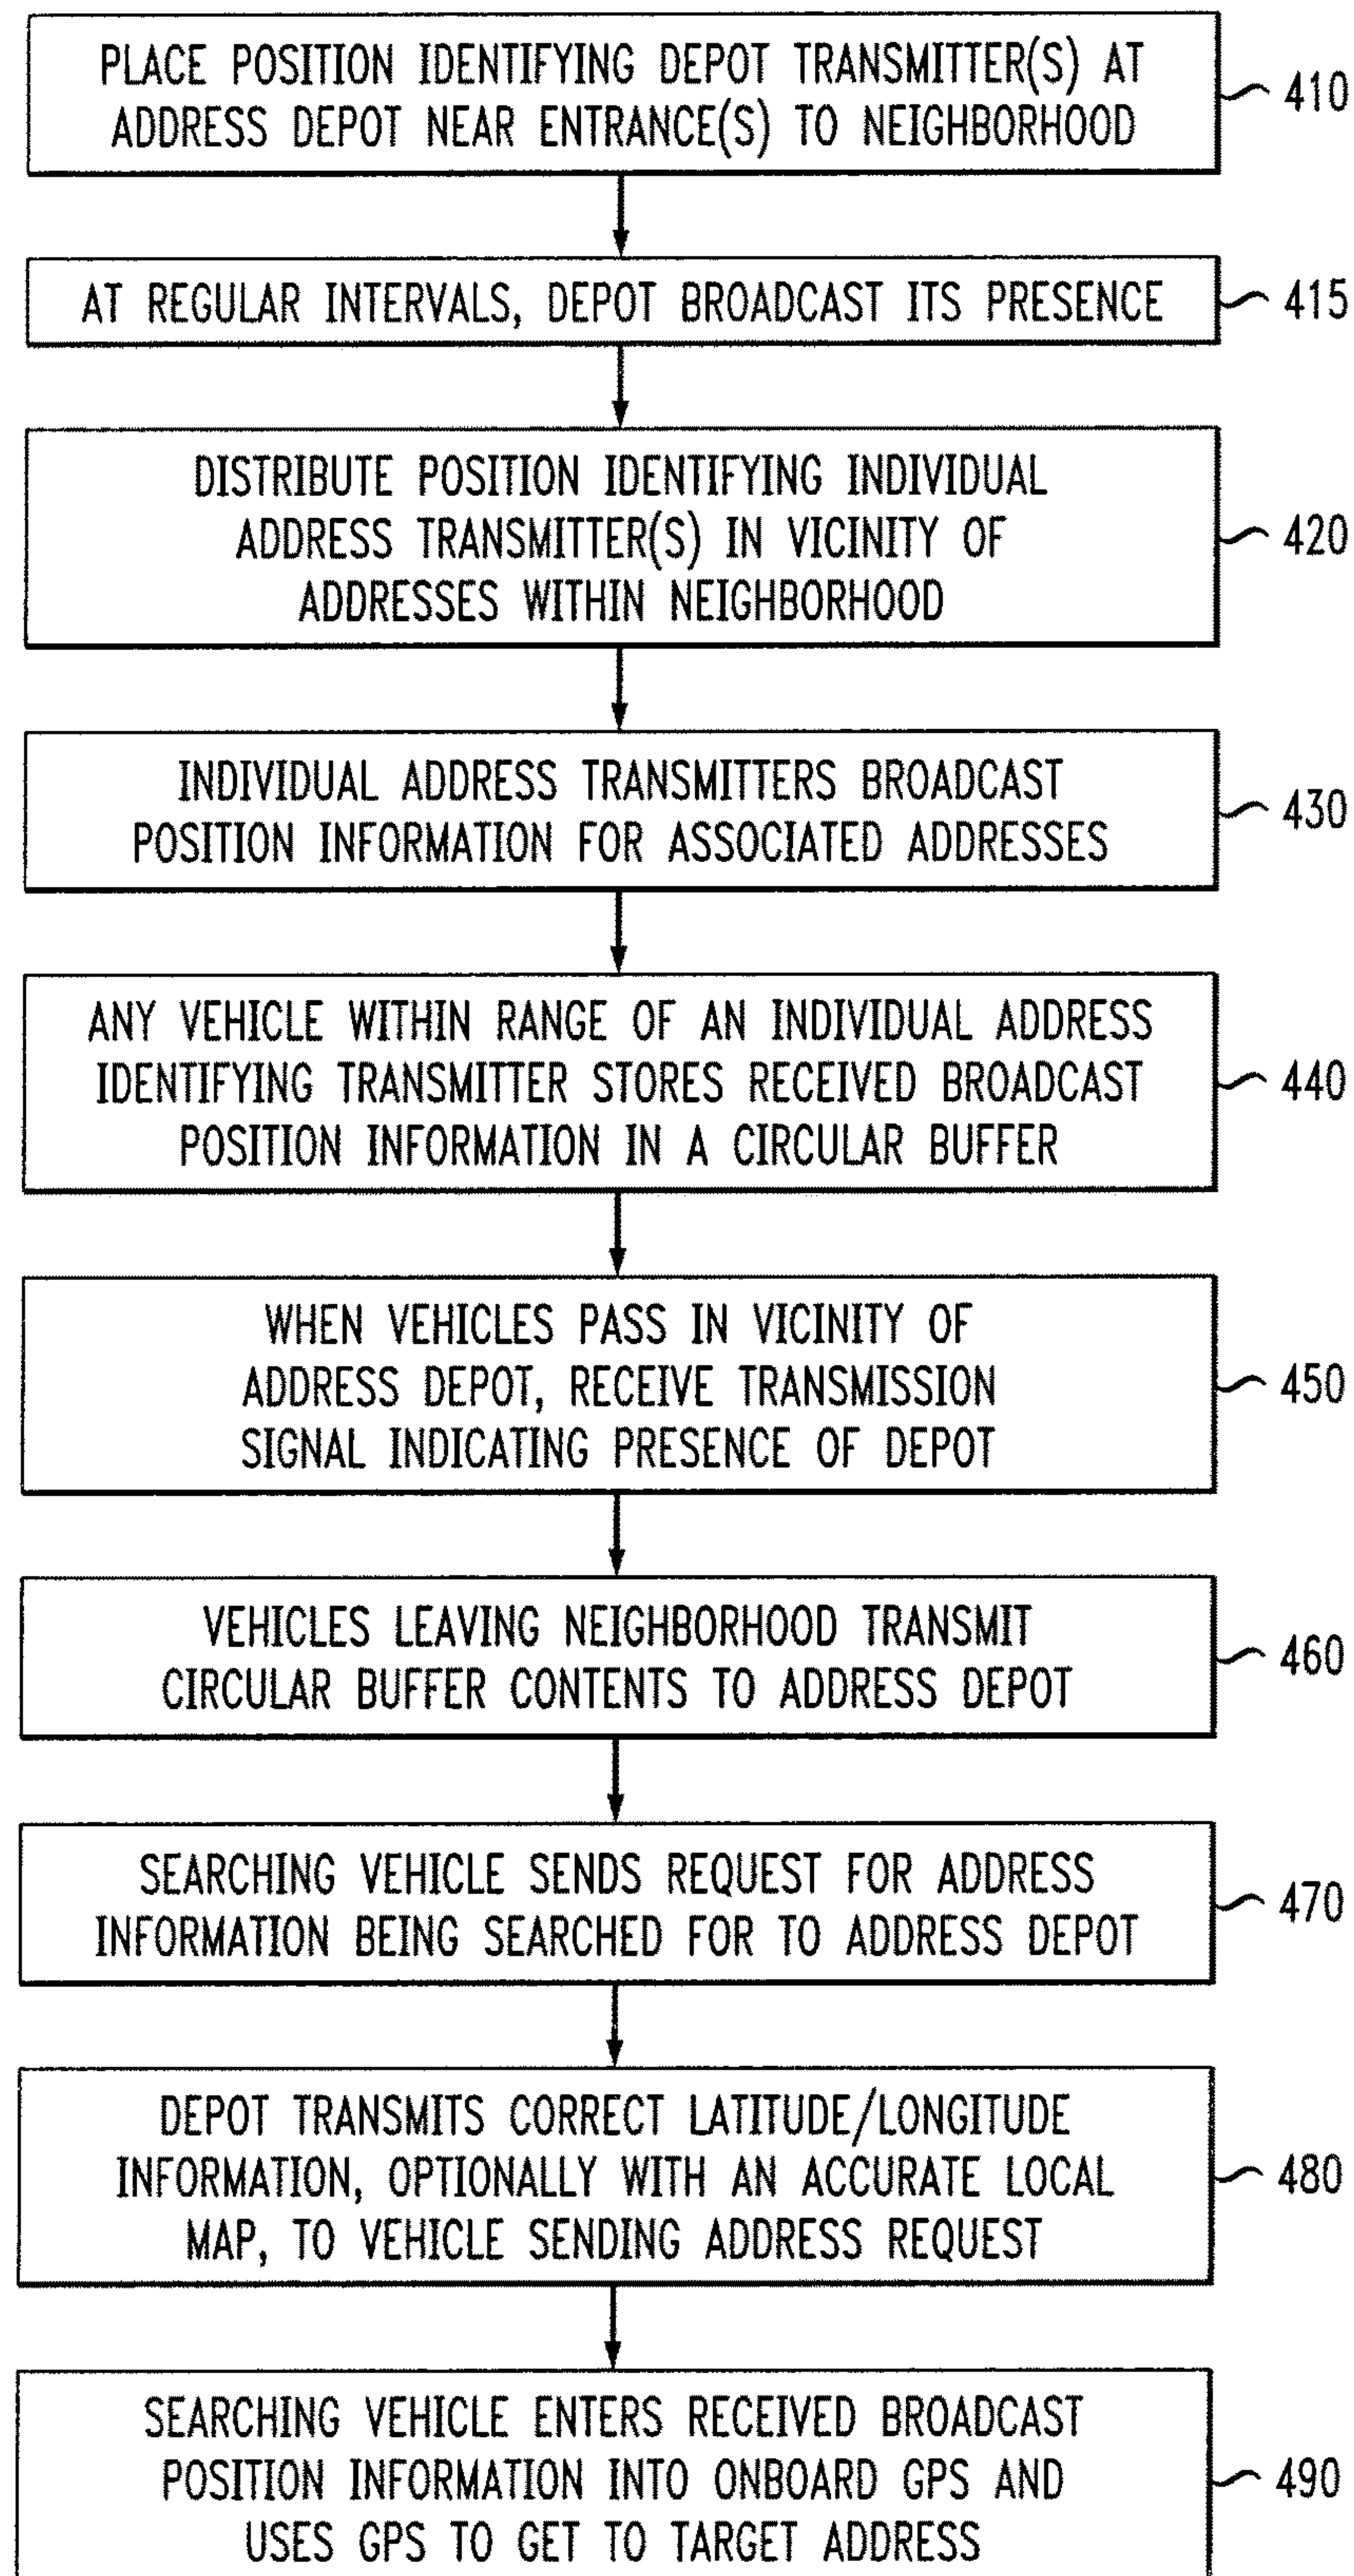 PLACE POSITION IDENTIFYING DEPOT TRANSMITTER(S) AT
ADDRESS DEPOT NEAR ENTRANCE(S) TO NEIGHBORHOOD
410
AT REGULAR INTERVALS, DEPOT BROADCAST ITS PRESENCE
415
DISTRIBUTE POSITION IDENTIFYING INDIVIDUAL
ADDRESS TRANSMITTER(S) IN VICINITY OF
ADDRESSES WITHIN NEIGHBORHOOD
420
INDIVIDUAL ADDRESS TRANSMITTERS BROADCAST
POSITION INFORMATION FOR ASSOCIATED ADDRESSES
430
ANY VEHICLE WITHIN RANGE OF AN INDIVIDUAL ADDRESS
IDENTIFYING TRANSMITTER STORES RECEIVED BROADCAST
POSITION INFORMATION IN A CIRCULAR BUFFER
440
WHEN VEHICLES PASS IN VICINITY OF
ADDRESS DEPOT, RECEIVE TRANSMISSION
SIGNAL INDICATING PRESENCE OF DEPOT
450
VEHICLES LEAVING NEIGHBORHOOD TRANSMIT
CIRCULAR BUFFER CONTENTS TO ADDRESS DEPOT
460
SEARCHING VEHICLE SENDS REQUEST FOR ADDRESS
INFORMATION BEING SEARCHED FOR TO ADDRESS DEPOT
470
DEPOT TRANSMITS CORRECT LATITUDE/LONGITUDE
INFORMATION, OPTIONALLY WITH AN ACCURATE LOCAL
MAP, TO VEHICLE SENDING ADDRESS REQUEST
480
SEARCHING VEHICLE ENTERS RECEIVED BROADCAST
POSITION INFORMATION INTO ONBOARD GPS AND
USES GPS TO GET TO TARGET ADDRESS
490